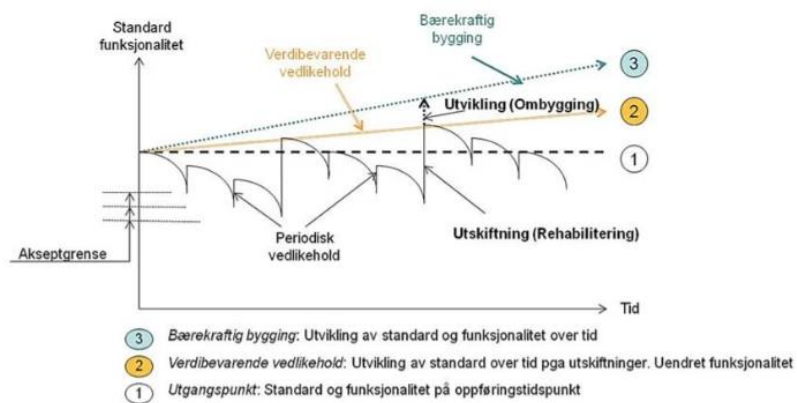 Standard
funksjonalitet
Bærekraftig
bygging
Verdibevarende
vedlikehold
3
Utvikling (Ombygging)
2
1
Periodisk
vedlikehold
Utskiftning (Rehabilitering)
Akseptgrense
Tid
3 Bærekraftig bygging: Utvikling av standard og funksjonalitet over tid
2 Verdibevarende vedlikehold: Utvikling av standard over tid pga utskiftninger. Uendret funksjonalitet
1 Utgangspunkt: Standard og funksjonalitet på oppføringstidspunkt